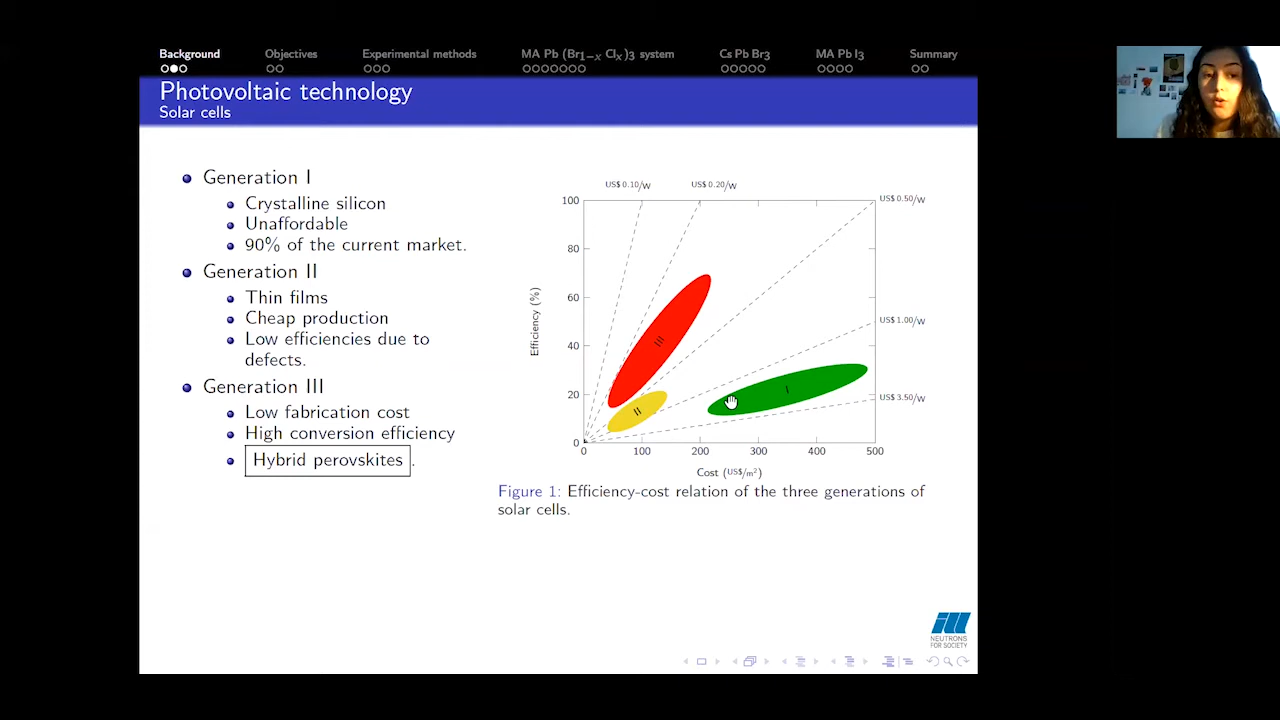 Background Objectives Experimental methods MA Pb (Br1−x Clx)3 system Cs Pb Br3 MA Pb I3 Summary
Photovoltaic technology
Solar cells
Generation I
Crystalline silicon
Unaffordable
90% of the current market.
Generation II
Thin films
Cheap production
Low efficiencies due to
defects.
Generation III
Low fabrication cost
High conversion efficiency
Hybrid perovskites.
US$ 0.10/W US$ 0.20/W
US$ 0.50/W
US$ 1.00/W
US$ 3.50/W
100
80
60
40
20
0
Efficiency (%)
III
II
I
0 100 200 300 400 500
Cost (US$/m²)
Figure 1: Efficiency-cost relation of the three generations of
solar cells.
NEUTRONS
FOR SOCIETY